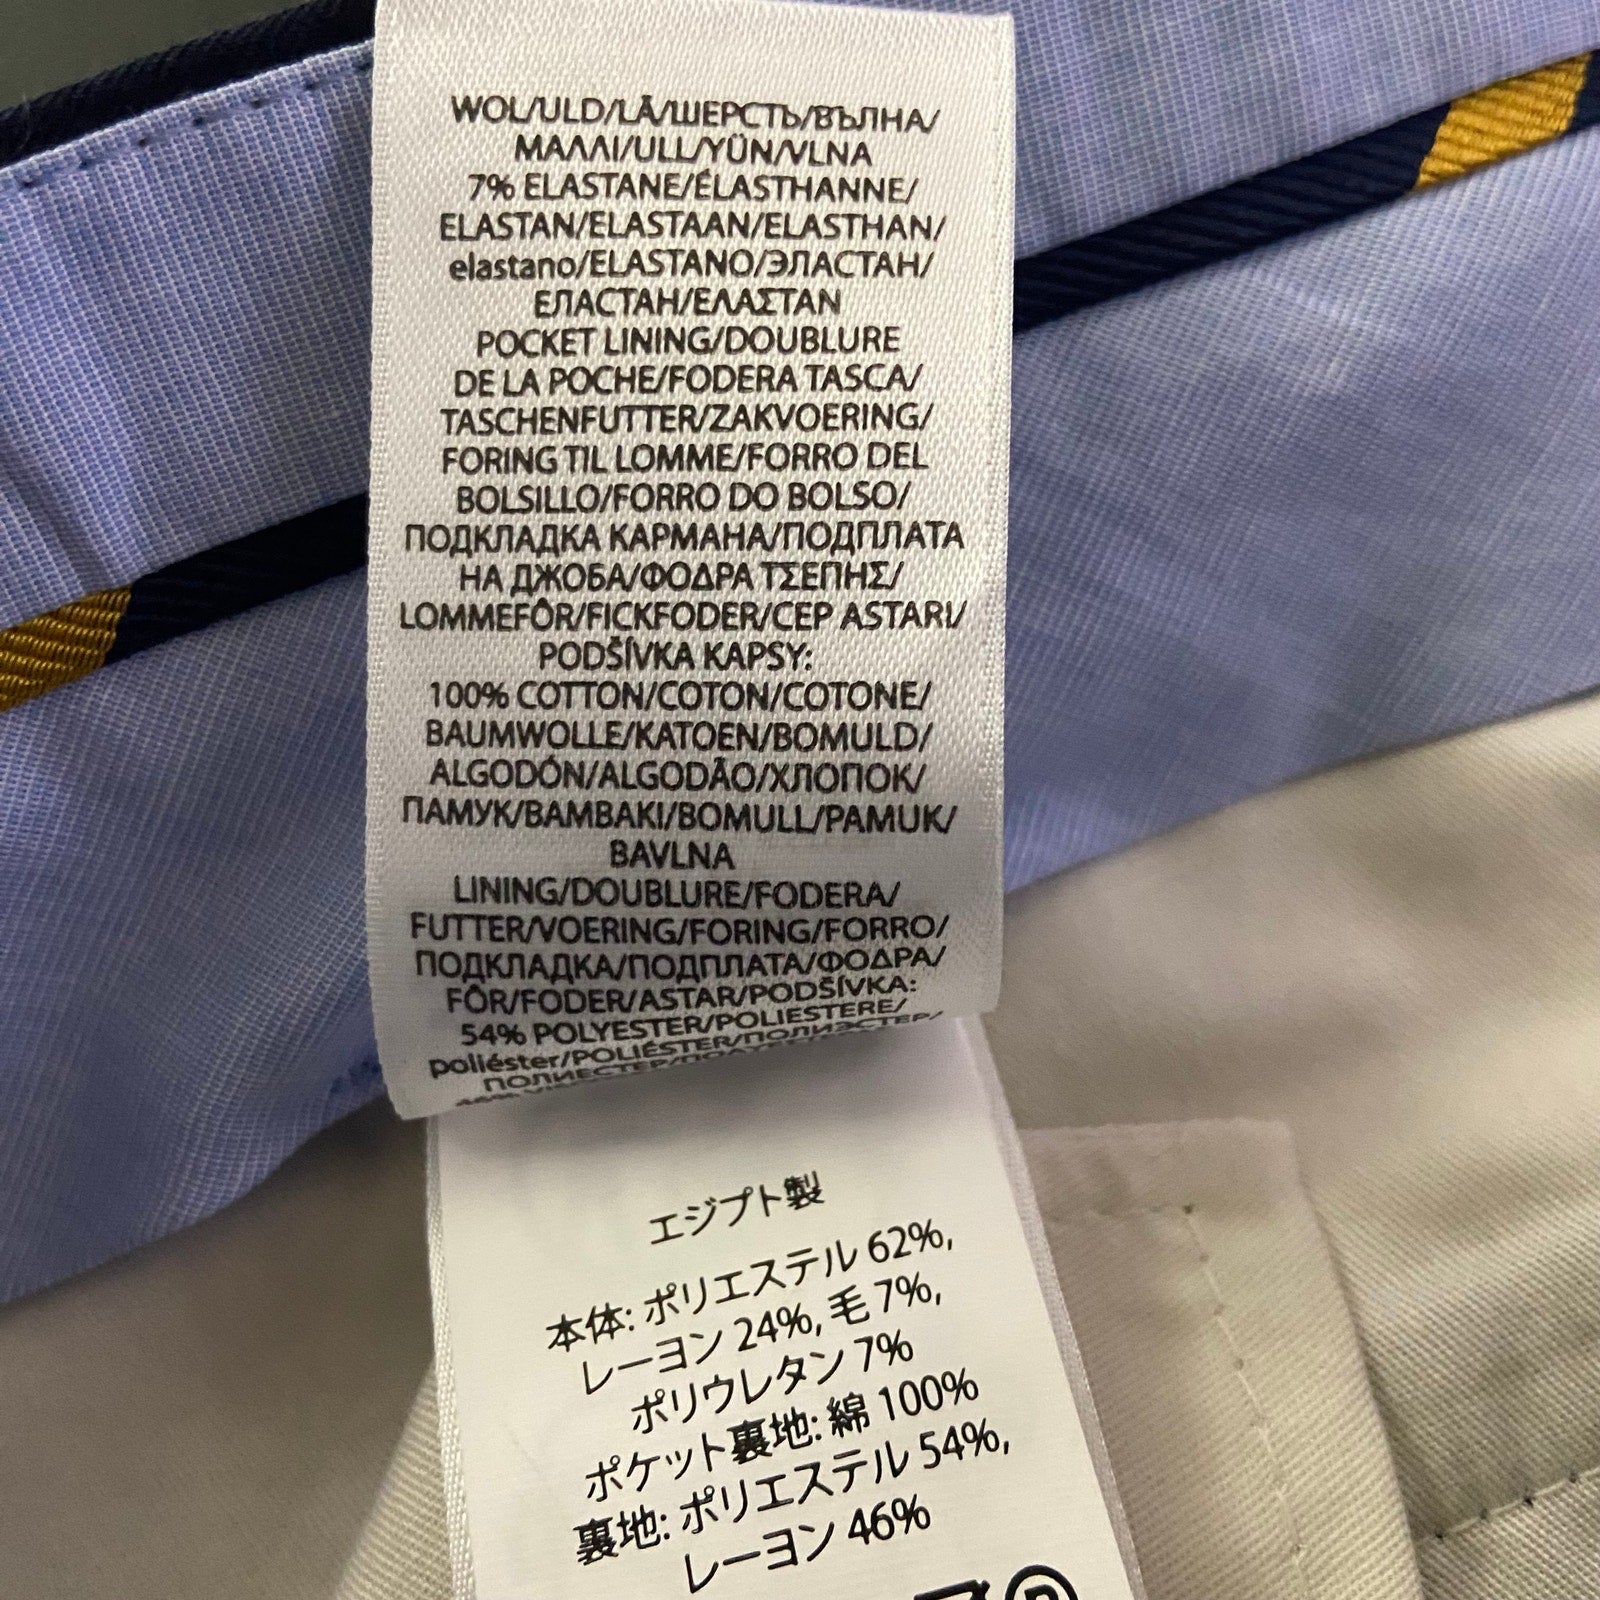 WOL/ULD/LÃ/ШЕРСТЬ/ВЪЛНА/
ΜΑΛΛΙ/ULL/YÜN/VLNA
7% ELASTANE/ÉLASTHANNE/
ELASTAN/ELASTAAN/ELASTHAN/
elastano/ELASTANO/ЭЛАСТАН/
ЕЛАСТАН/ΕΛΑΣΤΑΝ
POCKET LINING/DOUBLURE
DE LA POCHE/FODERA TASCA/
TASCHENFUTTER/ZAKVOERING/
FORING TIL LOMME/FORRO DEL
BOLSILLO/FORRO DO BOLSO/
ПОДКЛАДКА КАРМАНА/ПОДПЛАТА
НА ДЖОБА/ΦΟΔΡΑ ΤΣΕΠΗΣ/
LOMMEFÔR/FICKFODER/CEP ASTARI/
PODŠÍVKA KAPSY:
100% COTTON/COTON/COTONE/
BAUMWOLLE/KATOEN/BOMULD/
ALGODÓN/ALGODÃO/ХЛОПОК/
ПАМУК/ΒΑΜΒΑΚΙ/BOMULL/PAMUK/
BAVLNA
LINING/DOUBLURE/FODERA/
FUTTER/VOERING/FORING/FORRO/
ПОДКЛАДКА/ПОДПЛАТА/ΦΟΔΡΑ/
FÔR/FODER/ASTAR/PODŠÍVKA:
54% POLYESTER/POLIESTERE/
poliéster/POLIÉSTER/ПОЛИЭСТЕР/
ПОЛИЕСТЕР/
46%
エジプト製
本体: ポリエステル 62%,
レーヨン 24%, 毛 7%,
ポリウレタン 7%
ポケット裏地: 綿 100%
裏地: ポリエステル 54%,
レーヨン 46%
P